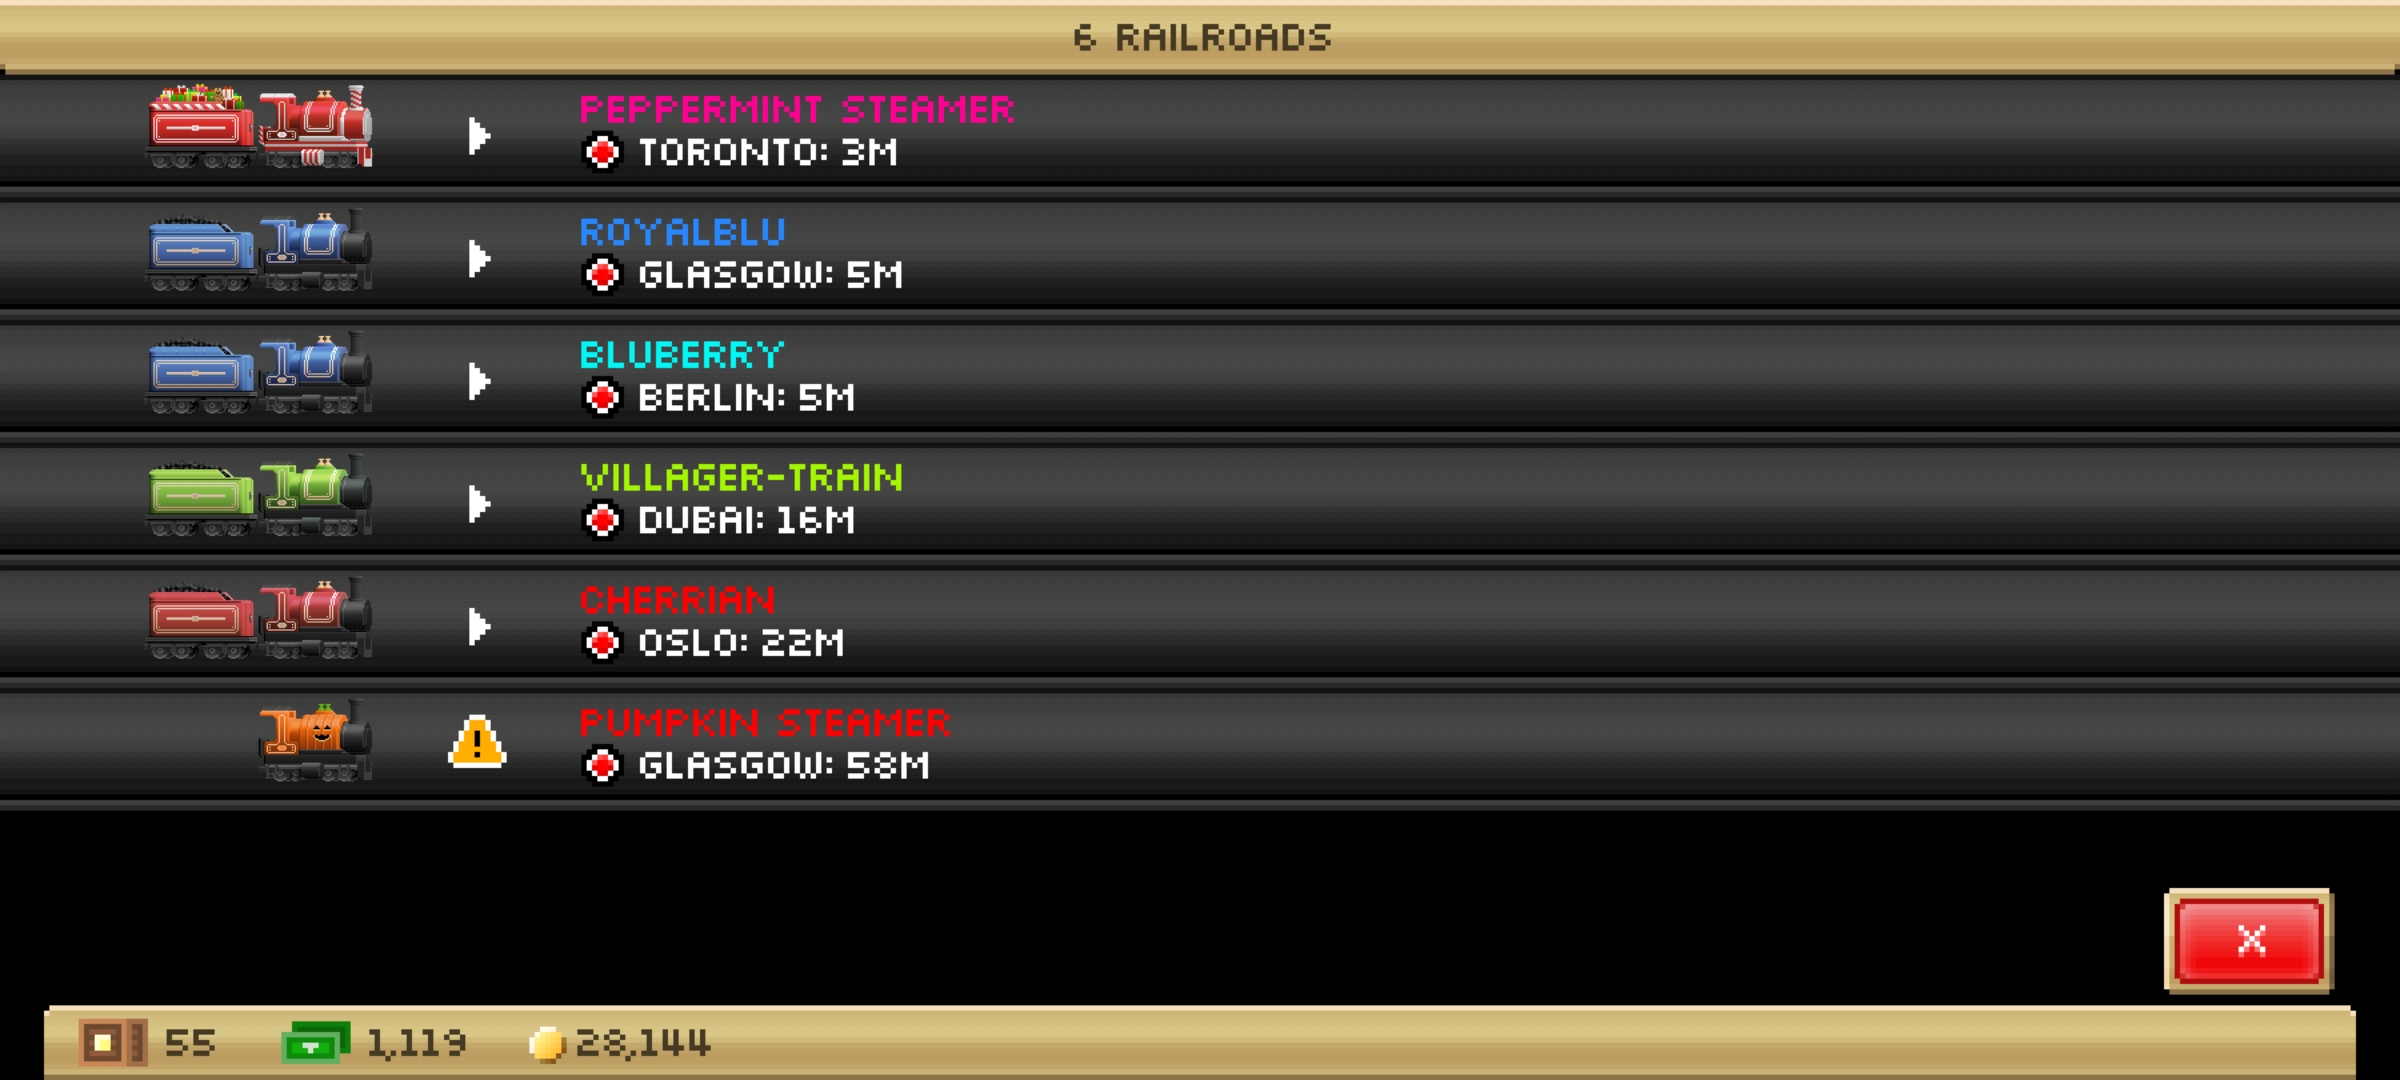 6 RAILROADS
PEPPERMINT STEAMER
TORONTO: 3M
ROYALBLU
GLASGOW: 5M
BLUBERRY
BERLIN: 5M
VILLAGER-TRAIN
DUBAI: 16M
CHERRIAN
OSLO: 22M
PUMPKIN STEAMER
GLASGOW: 58M
X
55 1,119 28,144